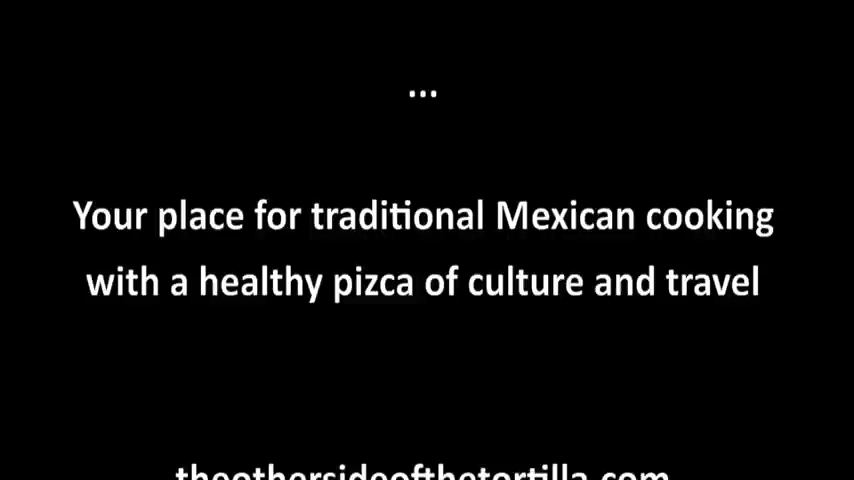 ...
Your place for traditional Mexican cooking
with a healthy pizca of culture and travel
theothersideofthetortilla.com